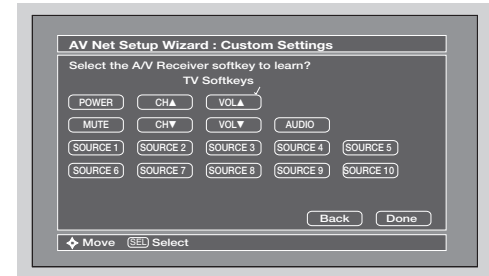 AV Net Setup Wizard : Custom Settings
Select the A/V Receiver softkey to learn?
TV Softkeys
POWER CH▲ VOL▲
MUTE CH▼ VOL▼ AUDIO
SOURCE 1 SOURCE 2 SOURCE 3 SOURCE 4 SOURCE 5
SOURCE 6 SOURCE 7 SOURCE 8 SOURCE 9 SOURCE 10
Back Done
Move SEL Select